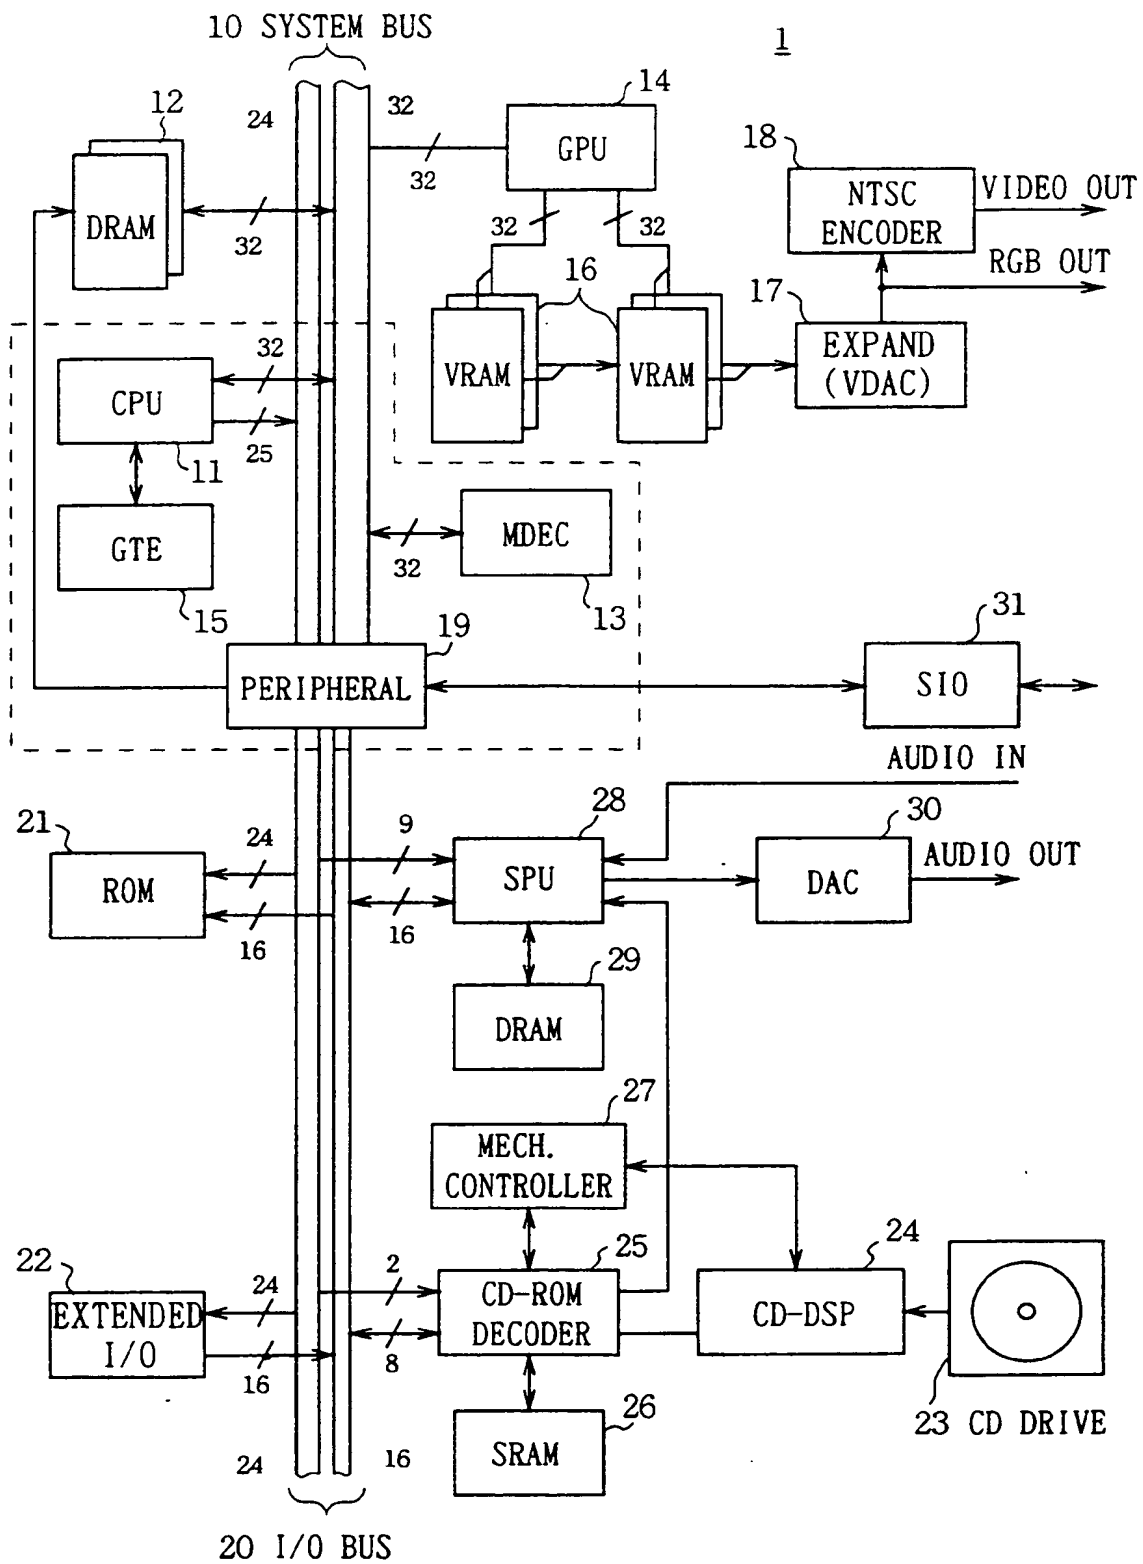 10 SYSTEM BUS
1
12
24
32
14
GPU
32
18
NTSC
ENCODER
VIDEO OUT
DRAM
32
32
32
RGB OUT
16
17
VRAM
VRAM
EXPAND
(VDAC)
32
CPU
25
11
GTE
15
MDEC
32
13
19
PERIPHERAL
31
SIO
AUDIO IN
21
24
ROM
16
9
28
SPU
16
30
DAC
AUDIO OUT
29
DRAM
27
MECH.
CONTROLLER
22
24
EXTENDED
I/O
16
2
25
CD-ROM
DECODER
8
24
CD-DSP
23 CD DRIVE
26
SRAM
24
16
20 I/O BUS